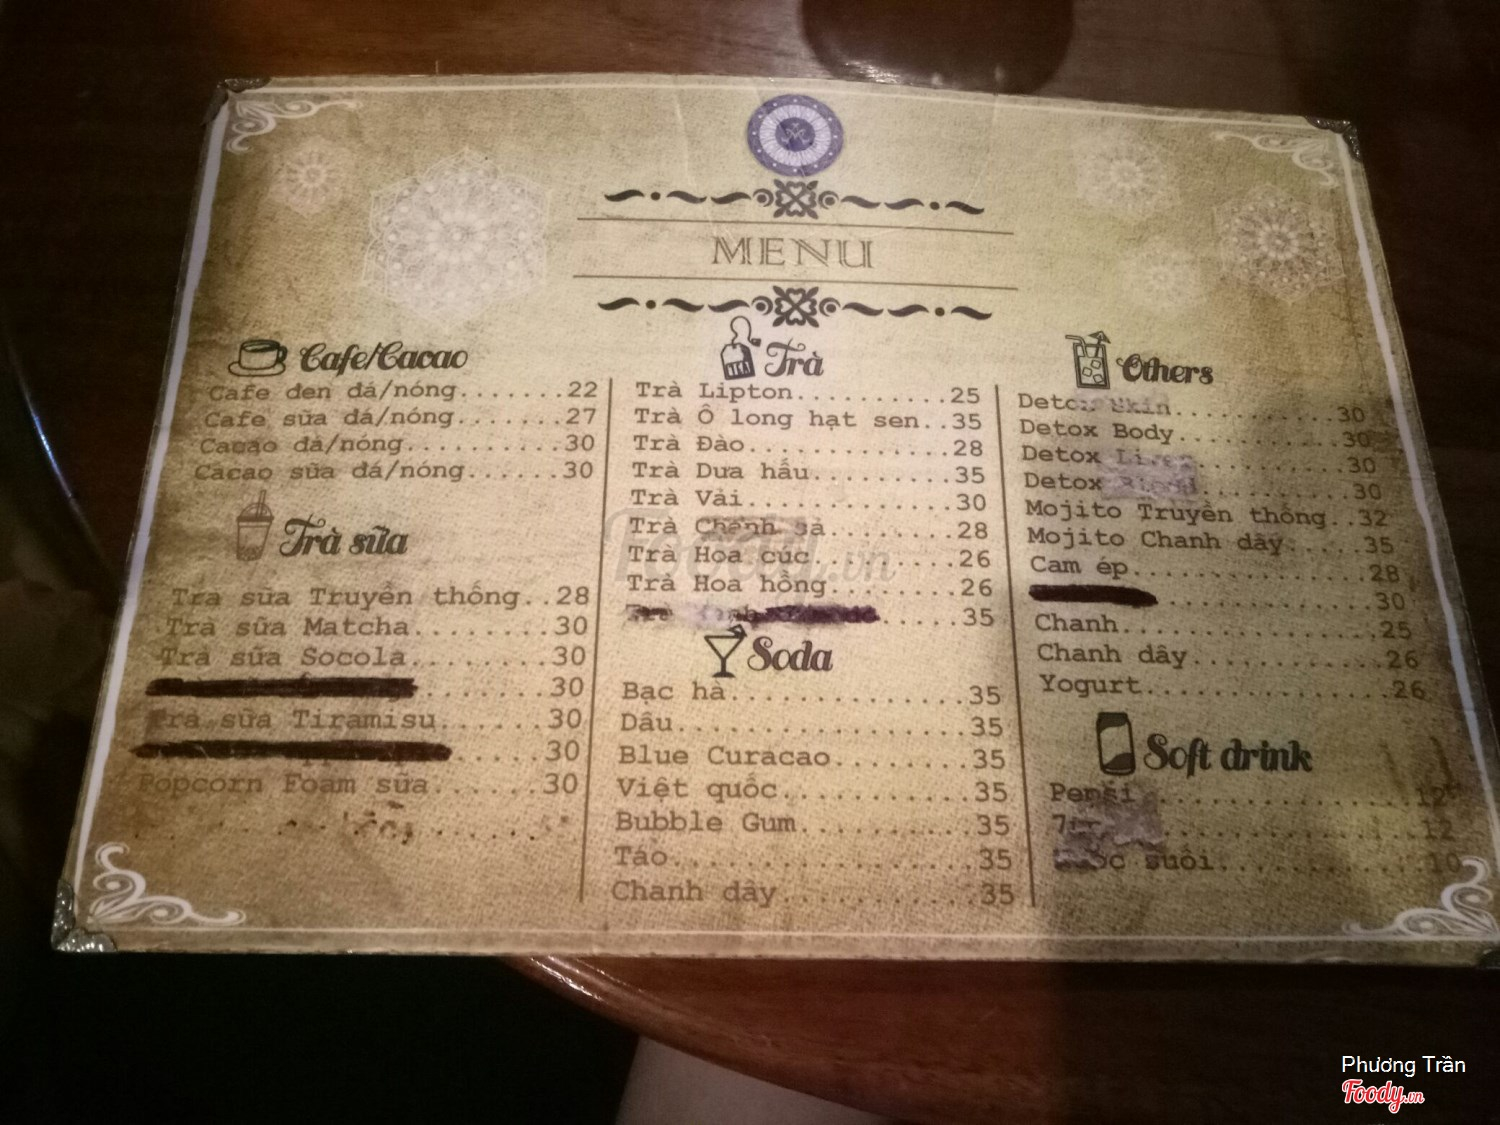 MENU
Cafe/Cacao
Cafe đen đá/nóng.......22
Cafe sữa đá/nóng.......27
Cacao đá/nóng.........30
Cacao sữa đá/nóng......30
Trà sữa
Trà sữa Truyền thống..28
Trà sữa Matcha.......30
Trà sữa Socola.......30
30
Trà sữa Tiramisu......30
30
Popcorn Foam sữa......30
Trà
Trà Lipton..........25
Trà Ô long hạt sen..35
Trà Đào.............28
Trà Dưa hấu.........35
Trà Vải.............30
Trà Chanh sả........28
Trà Hoa cúc.........26
Trà Hoa hồng........26
Trà .....35
Soda
Bạc hà.............35
Dâu................35
Blue Curacao.......35
Việt quốc..........35
Bubble Gum.........35
Táo................35
Chanh dây..........35
Others
Detox Skin..........30
Detox Body..........30
Detox Liver.........30
Detox Blood.........30
Mojito Truyền thống..32
Mojito Chanh dây.....35
Cam ép..............28
30
Chanh...............25
Chanh dây...........26
Yogurt..............26
Soft drink
Pepsi...............12
12
suối..............10
Foody.vn
Phương Trần
Foody.vn